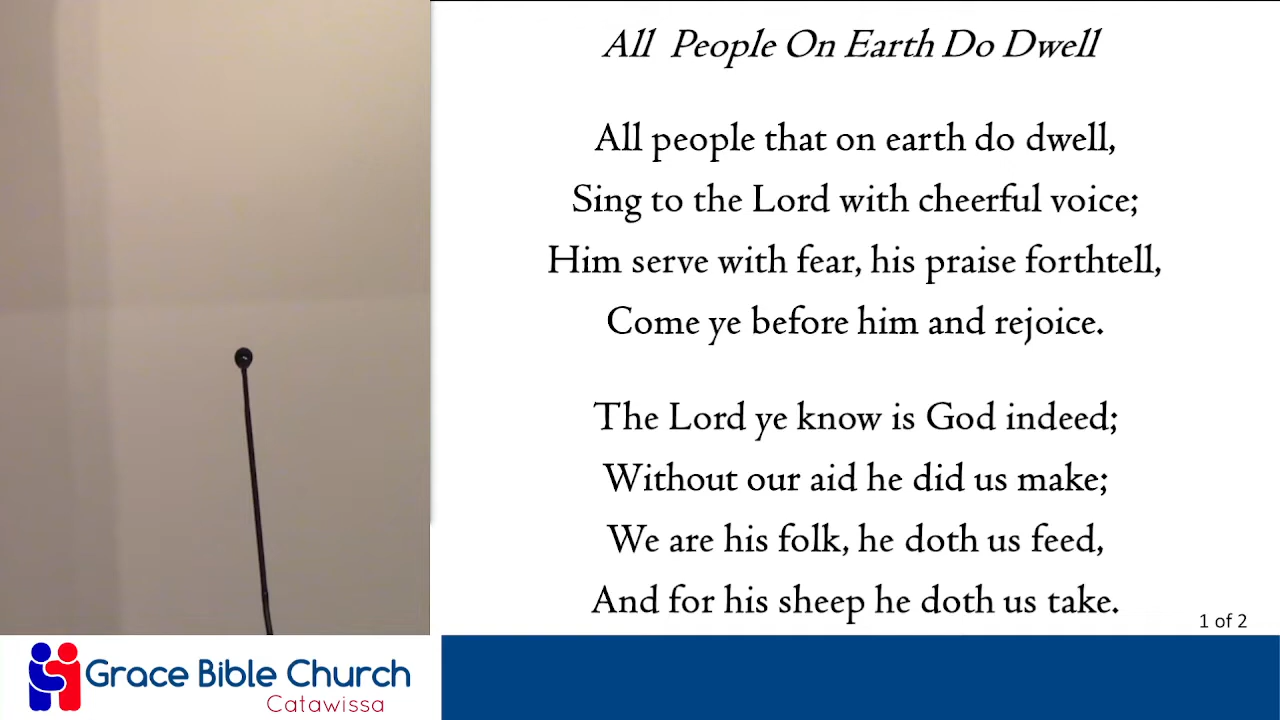 All People On Earth Do Dwell
All people that on earth do dwell,
Sing to the Lord with cheerful voice;
Him serve with fear, his praise forthtell,
Come ye before him and rejoice.
The Lord ye know is God indeed;
Without our aid he did us make;
We are his folk, he doth us feed,
And for his sheep he doth us take.
1 of 2
Grace Bible Church
Catawissa